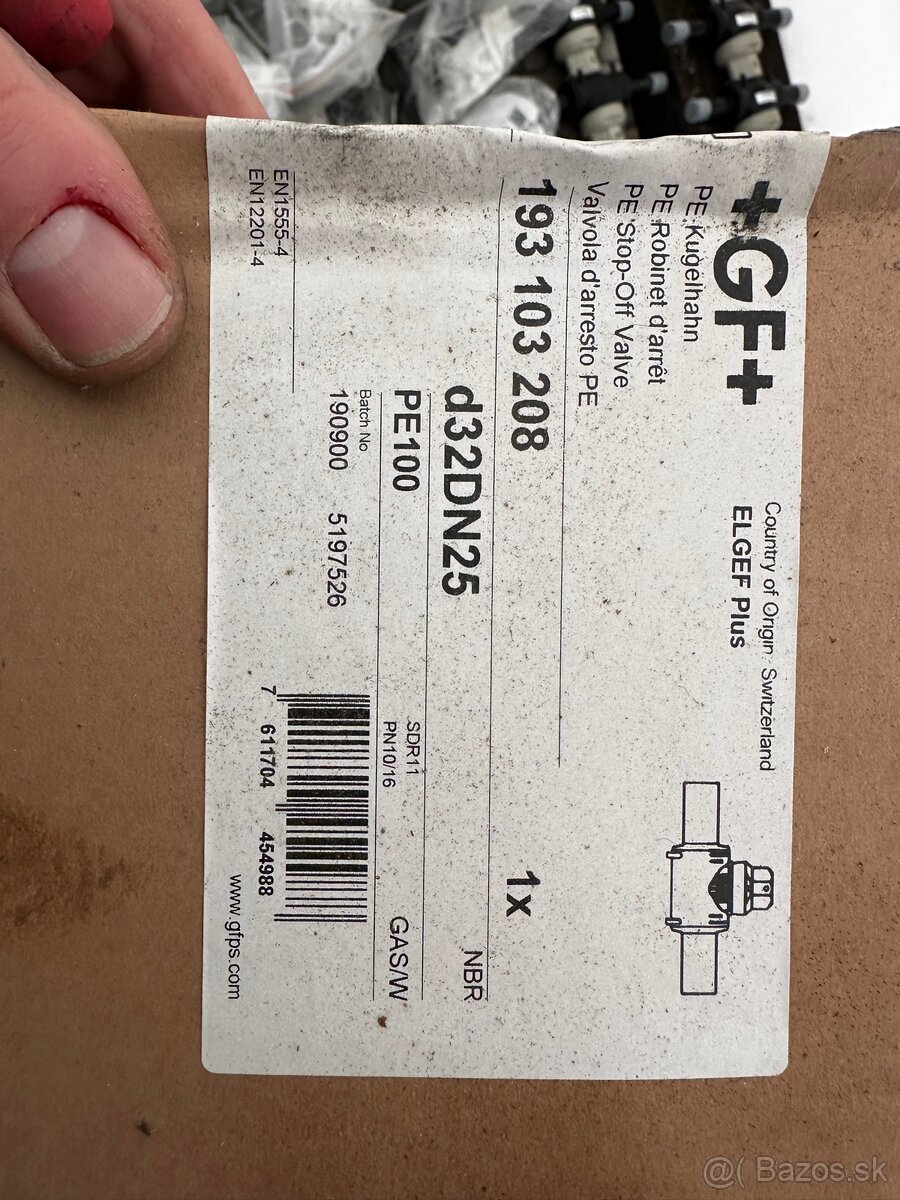 +GF+
Country of Origin: Switzerland
ELGEF Plus
PE Kugelhahn
PE Robinet d'arrêt
PE Stop-Off Valve
Valvola d'arresto PE
193 103 208
1x
d32DN25
NBR
PE100
SDR11
PN10/16
GAS/W
Batch No
190900 5197526
EN1555-4
EN12201-4
7 611704 454988
www.gfps.com
@( Bazos.sk